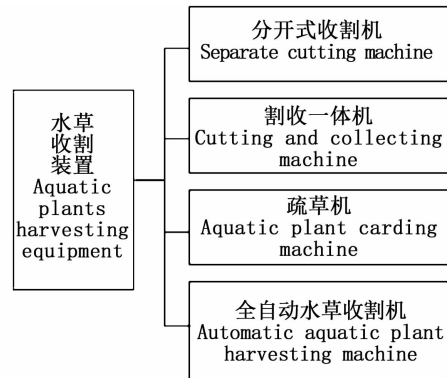 水草
收割
装置
Aquatic
plants
harvesting
equipment
分开式收割机
Separate cutting machine
割收一体机
Cutting and collecting
machine
疏草机
Aquatic plant carding
machine
全自动水草收割机
Automatic aquatic plant
harvesting machine